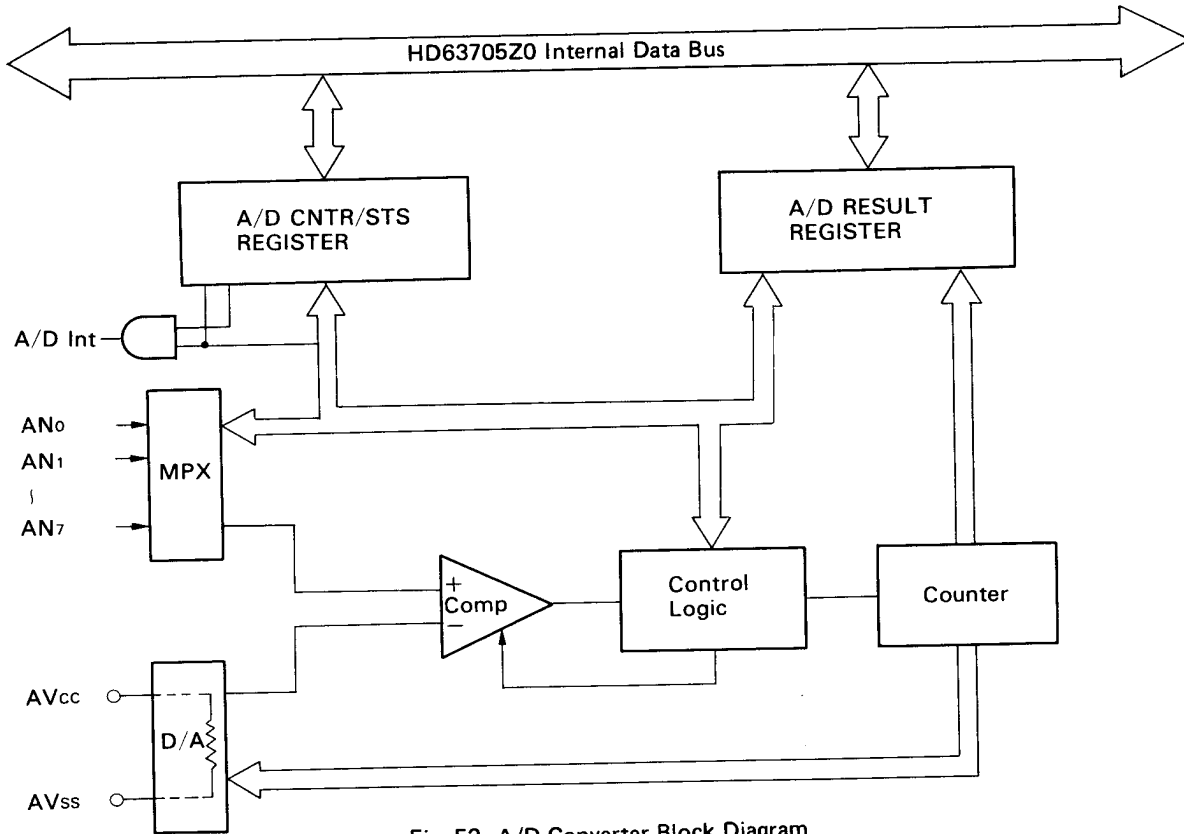 HD63705Z0 Internal Data Bus
A/D CNTR/STS
REGISTER
A/D RESULT
REGISTER
A/D Int
AN0
AN1
~
AN7
MPX
+
Comp
−
Control
Logic
Counter
AVcc
D/A
AVss
Fig. 52 A/D Converter Block Diagram